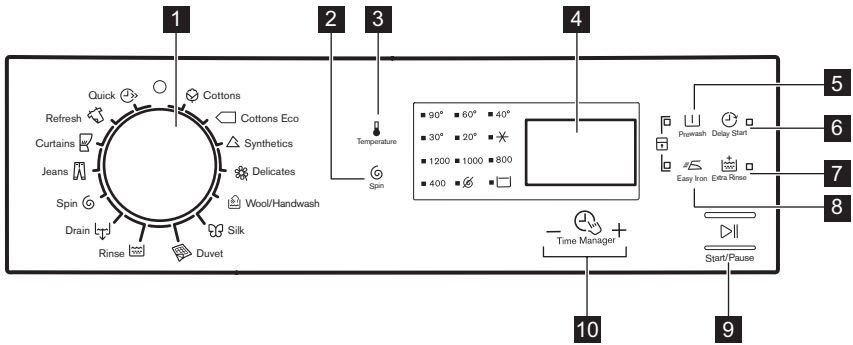 1
2
3
4
5
6
7
8
9
10
Quick
Refresh
Curtains
Jeans
Spin
Drain
Rinse
Cottons
Cottons Eco
Synthetics
Delicates
Wool/Handwash
Silk
Duvet
Temperature
Spin
90° 60° 40°
30° 20°
1200 1000 800
400
Time Manager
− +
Prewash
Delay Start
Easy Iron
Extra Rinse
Start/Pause